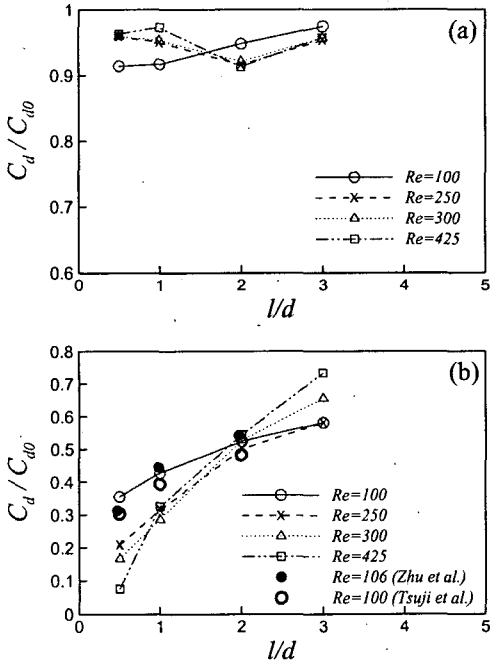 1
(a)
0.9
C_d / C_d0
0.8
Re=100
Re=250
0.7
Re=300
Re=425
0.6
0 1 2 3 4 5
l/d
0.8
(b)
0.7
0.6
0.5
C_d / C_d0
0.4
Re=100
0.3
Re=250
Re=300
0.2
Re=425
0.1
Re=106 (Zhu et al.)
Re=100 (Tsuji et al.)
0
0 1 2 3 4 5
l/d